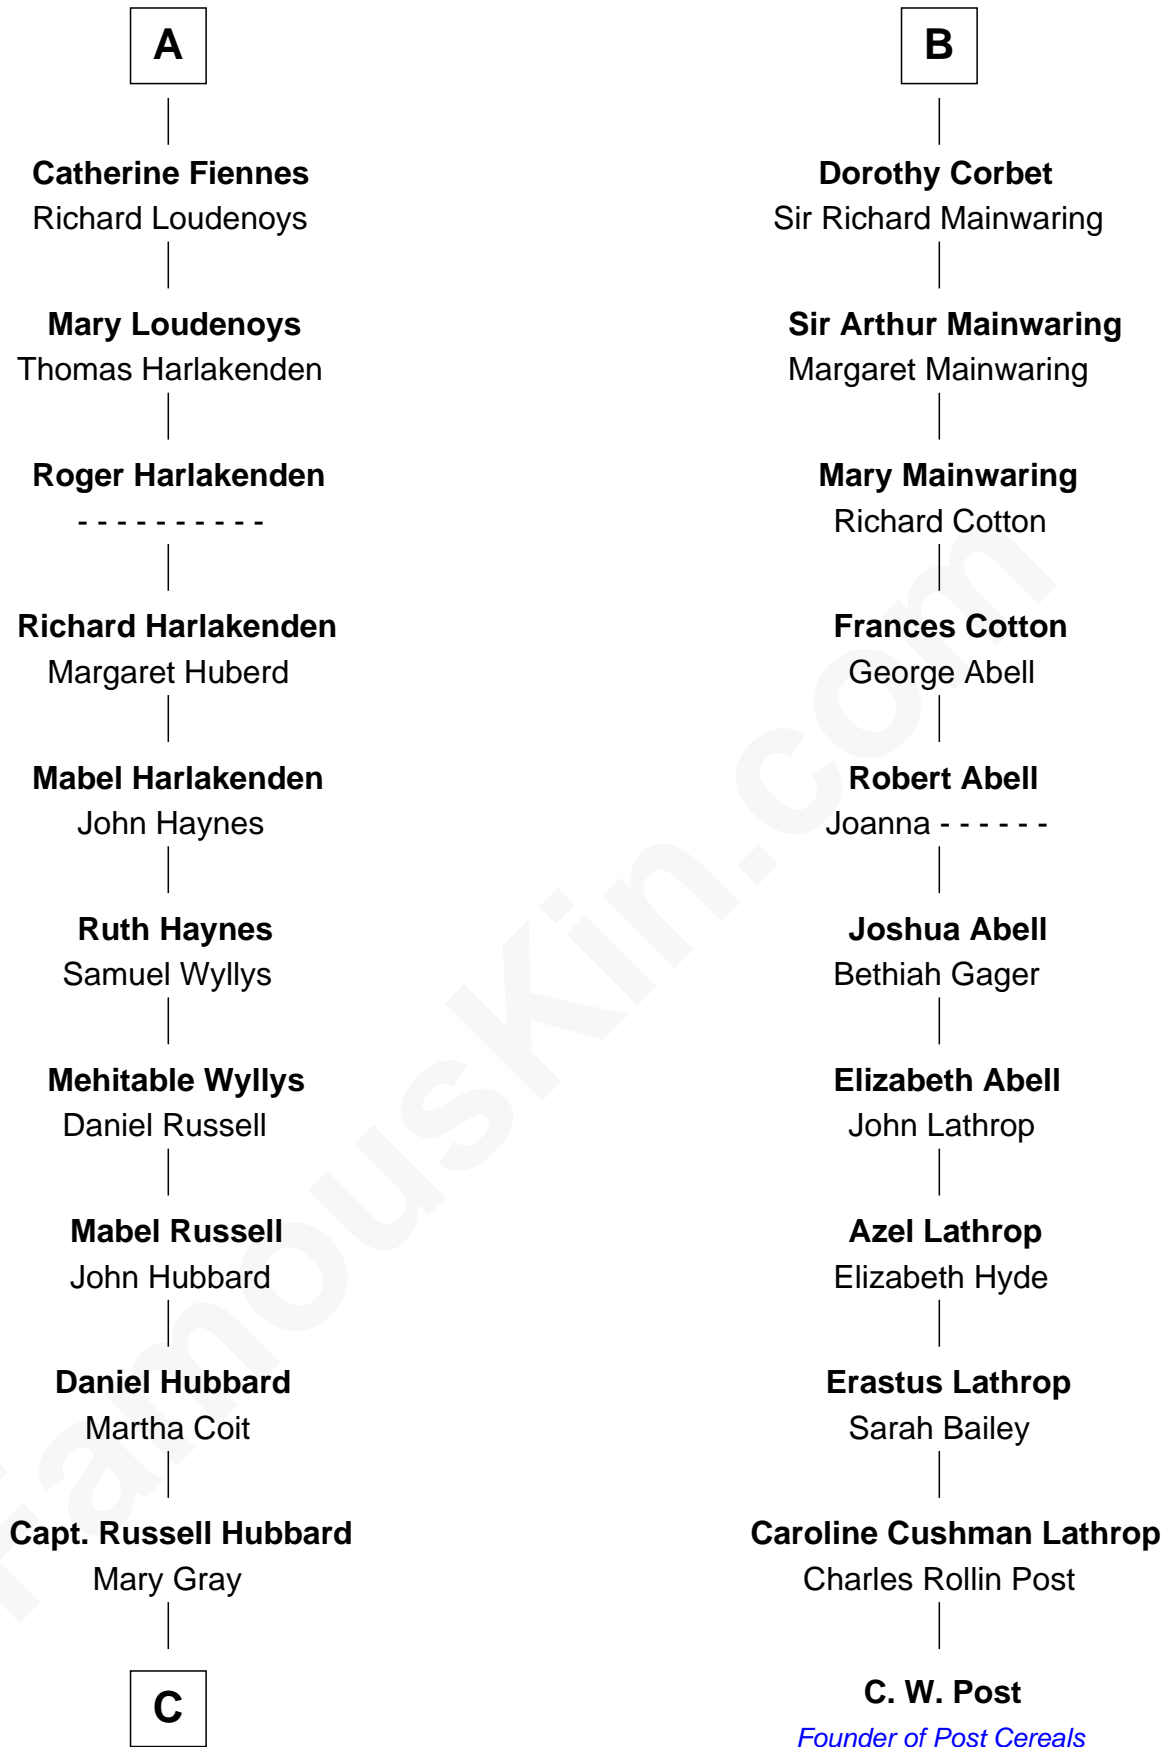 A
Catherine Fiennes
Richard Loudenoys
Mary Loudenoys
Thomas Harlakenden
Roger Harlakenden
- - - - - - - - - -
Richard Harlakenden
Margaret Huberd
Mabel Harlakenden
John Haynes
Ruth Haynes
Samuel Wyllys
Mehitable Wyllys
Daniel Russell
Mabel Russell
John Hubbard
Daniel Hubbard
Martha Coit
Capt. Russell Hubbard
Mary Gray
C
B
Dorothy Corbet
Sir Richard Mainwaring
Sir Arthur Mainwaring
Margaret Mainwaring
Mary Mainwaring
Richard Cotton
Frances Cotton
George Abell
Robert Abell
Joanna - - - - - -
Joshua Abell
Bethiah Gager
Elizabeth Abell
John Lathrop
Azel Lathrop
Elizabeth Hyde
Erastus Lathrop
Sarah Bailey
Caroline Cushman Lathrop
Charles Rollin Post
C. W. Post
Founder of Post Cereals
FamousKin.com